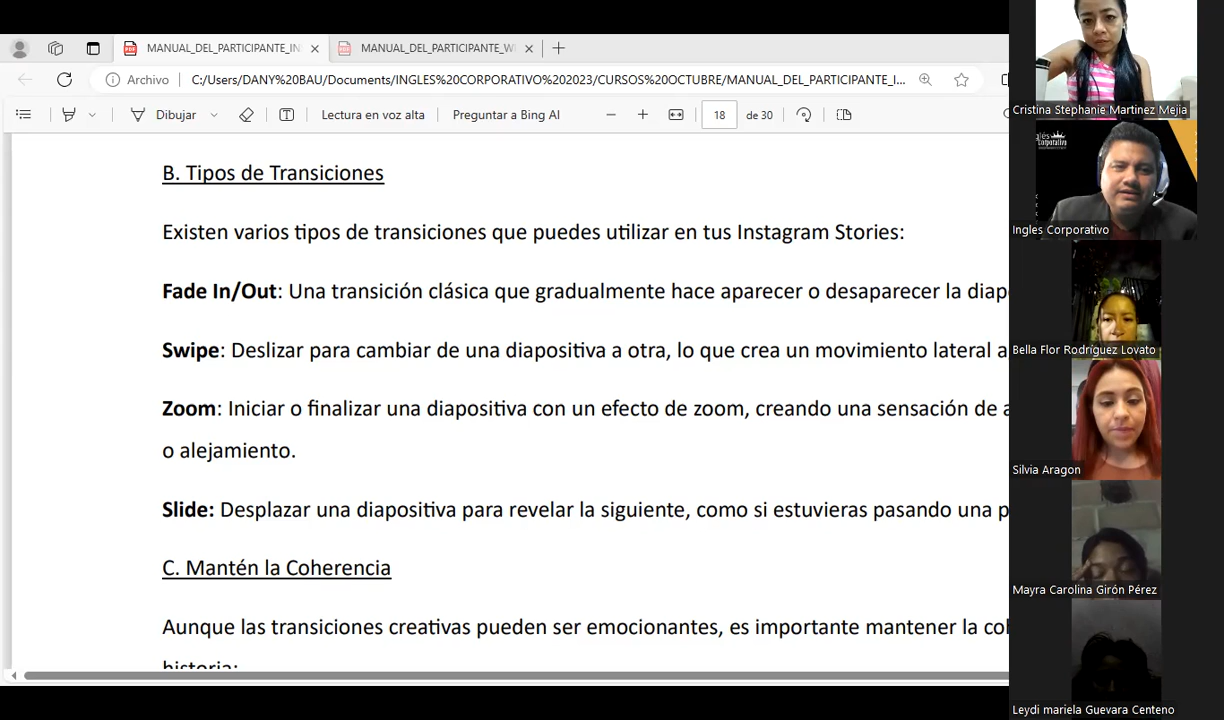 MANUAL_DEL_PARTICIPANTE_IN
MANUAL_DEL_PARTICIPANTE_W
Archivo
C:/Users/DANY%20BAU/Documents/INGLES%20CORPORATIVO%202023/CURSOS%20OCTUBRE/MANUAL_DEL_PARTICIPANTE_I...
Dibujar
Lectura en voz alta
Preguntar a Bing AI
18
de 30
B. Tipos de Transiciones
Existen varios tipos de transiciones que puedes utilizar en tus Instagram Stories:
Fade In/Out: Una transición clásica que gradualmente hace aparecer o desaparecer la diap
Swipe: Deslizar para cambiar de una diapositiva a otra, lo que crea un movimiento lateral a
Zoom: Iniciar o finalizar una diapositiva con un efecto de zoom, creando una sensación de a
o alejamiento.
Slide: Desplazar una diapositiva para revelar la siguiente, como si estuvieras pasando una p
C. Mantén la Coherencia
Aunque las transiciones creativas pueden ser emocionantes, es importante mantener la col
historia:
Cristina Stephanie Martinez Mejia
Ingles Corporativo
Bella Flor Rodríguez Lovato
Silvia Aragon
Mayra Carolina Girón Pérez
Leydi mariela Guevara Centeno